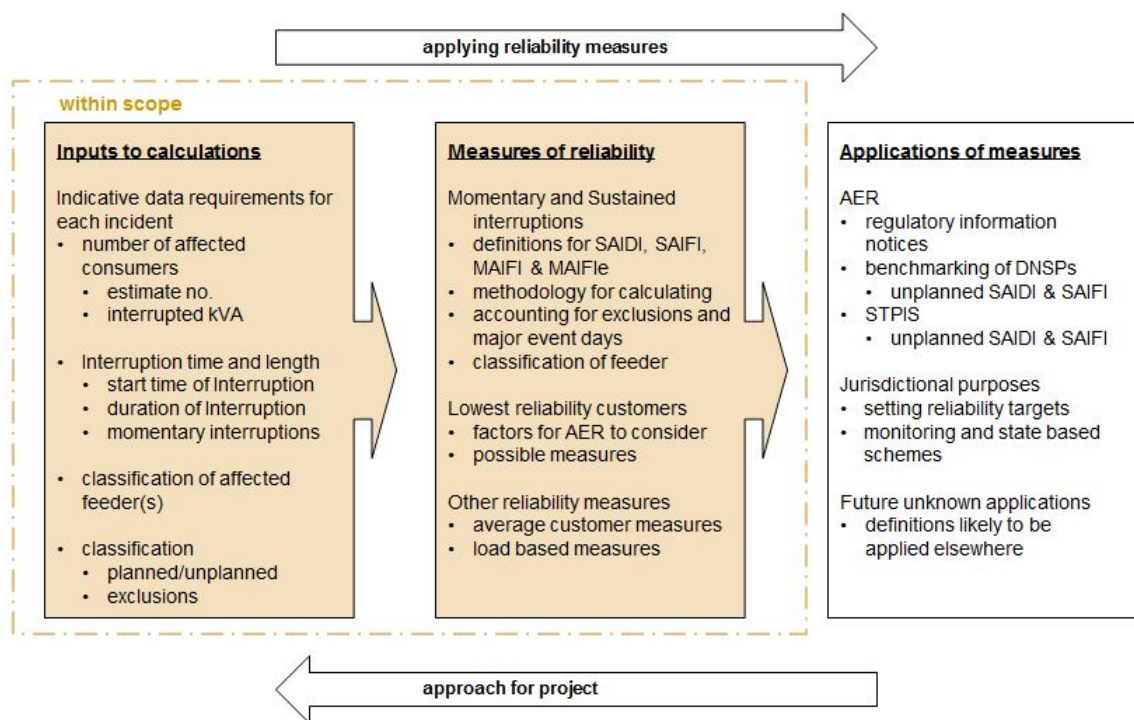 applying reliability measures
within scope
Inputs to calculations
Indicative data requirements for
each incident
• number of affected
consumers
• estimate no.
• interrupted kVA
• Interruption time and length
• start time of Interruption
• duration of Interruption
• momentary interruptions
• classification of affected
feeder(s)
• classification
• planned/unplanned
• exclusions
Measures of reliability
Momentary and Sustained
interruptions
• definitions for SAIDI, SAIFI,
MAIFI & MAIFIe
• methodology for calculating
• accounting for exclusions and
major event days
• classification of feeder
Lowest reliability customers
• factors for AER to consider
• possible measures
Other reliability measures
• average customer measures
• load based measures
Applications of measures
AER
• regulatory information
notices
• benchmarking of DNSPs
• unplanned SAIDI & SAIFI
• STPIS
• unplanned SAIDI & SAIFI
Jurisdictional purposes
• setting reliability targets
• monitoring and state based
schemes
Future unknown applications
• definitions likely to be
applied elsewhere
approach for project